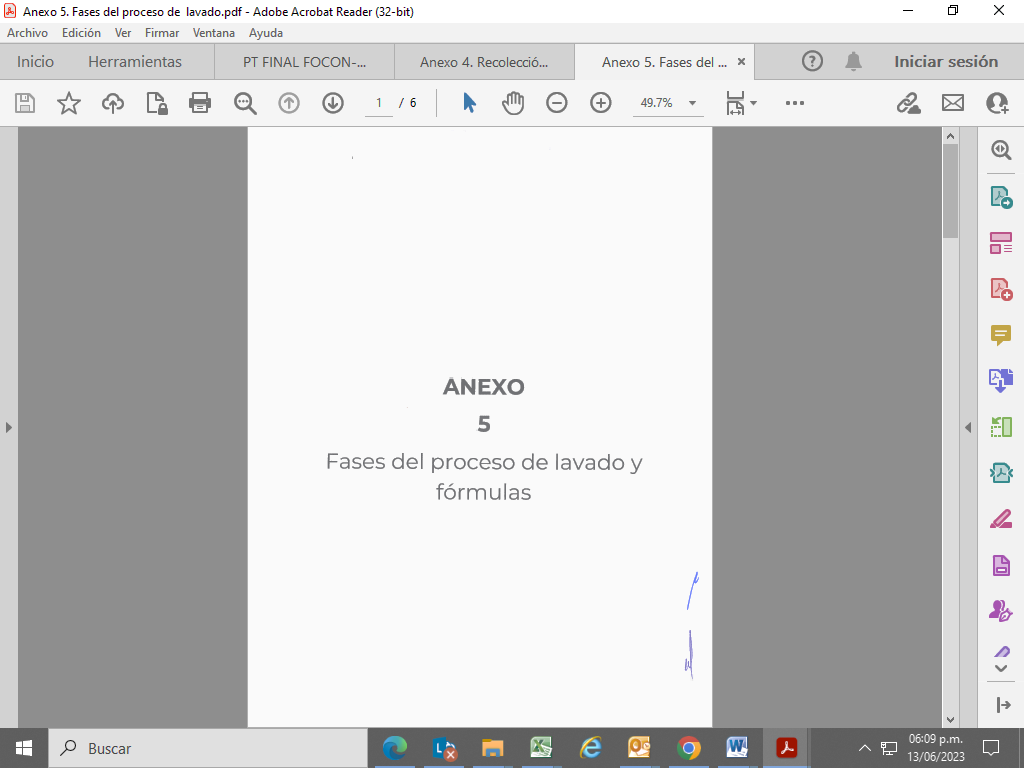 Anexo 5. Fases del proceso de  lavado.pdf - Adobe Acrobat Reader (32-bit)
Archivo Edición Ver Firmar Ventana Ayuda
Inicio Herramientas PT FINAL FOCON-... Anexo 4. Recolecció... Anexo 5. Fases del ... Iniciar sesión
1 / 6 49.7%
ANEXO
5
Fases del proceso de lavado y
fórmulas
Buscar
06:09 p.m.
13/06/2023